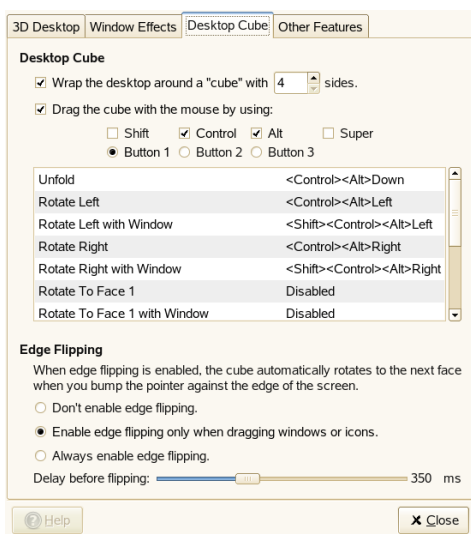 3D Desktop Window Effects Desktop Cube Other Features
Desktop Cube
Wrap the desktop around a "cube" with 4 sides.
Drag the cube with the mouse by using:
Shift Control Alt Super
Button 1 Button 2 Button 3
Unfold <Control><Alt>Down
Rotate Left <Control><Alt>Left
Rotate Left with Window <Shift><Control><Alt>Left
Rotate Right <Control><Alt>Right
Rotate Right with Window <Shift><Control><Alt>Right
Rotate To Face 1 Disabled
Rotate To Face 1 with Window Disabled
Edge Flipping
When edge flipping is enabled, the cube automatically rotates to the next face
when you bump the pointer against the edge of the screen.
Don't enable edge flipping.
Enable edge flipping only when dragging windows or icons.
Always enable edge flipping.
Delay before flipping: 350 ms
Help Close